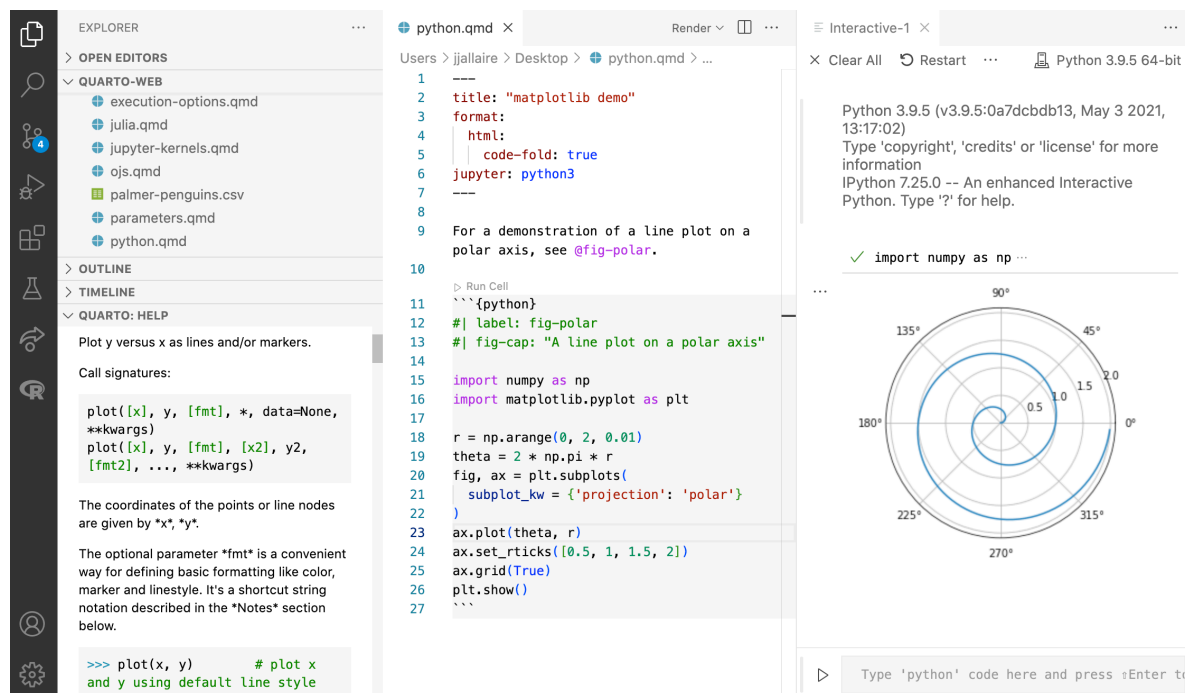 EXPLORER
OPEN EDITORS
QUARTO-WEB
execution-options.qmd
julia.qmd
jupyter-kernels.qmd
ojs.qmd
palmer-penguins.csv
parameters.qmd
python.qmd
OUTLINE
TIMELINE
QUARTO: HELP
Plot y versus x as lines and/or markers.
Call signatures:
plot([x], y, [fmt], *, data=None,
**kwargs)
plot([x], y, [fmt], [x2], y2,
[fmt2], ..., **kwargs)
The coordinates of the points or line nodes
are given by *x*, *y*.
The optional parameter *fmt* is a convenient
way for defining basic formatting like color,
marker and linestyle. It's a shortcut string
notation described in the *Notes* section
below.
>>> plot(x, y)        # plot x
and y using default line style
4
R
python.qmd
Render
Users > jjallaire > Desktop > python.qmd > ...
1 ---
2 title: "matplotlib demo"
3 format:
4   html:
5     code-fold: true
6 jupyter: python3
7 ---
8
9 For a demonstration of a line plot on a
polar axis, see @fig-polar.
10
Run Cell
11 ```{python}
12 #| label: fig-polar
13 #| fig-cap: "A line plot on a polar axis"
14
15 import numpy as np
16 import matplotlib.pyplot as plt
17
18 r = np.arange(0, 2, 0.01)
19 theta = 2 * np.pi * r
20 fig, ax = plt.subplots(
21   subplot_kw = {'projection': 'polar'}
22 )
23 ax.plot(theta, r)
24 ax.set_rticks([0.5, 1, 1.5, 2])
25 ax.grid(True)
26 plt.show()
27 ```
Interactive-1
Clear All Restart ... Python 3.9.5 64-bit
Python 3.9.5 (v3.9.5:0a7dcbdb13, May 3 2021,
13:17:02)
Type 'copyright', 'credits' or 'license' for more
information
IPython 7.25.0 -- An enhanced Interactive
Python. Type '?' for help.
import numpy as np ...
90°
135° 45°
2.0
1.5
1.0
0.5
180° 0°
225° 315°
270°
Type 'python' code here and press ⇧Enter to